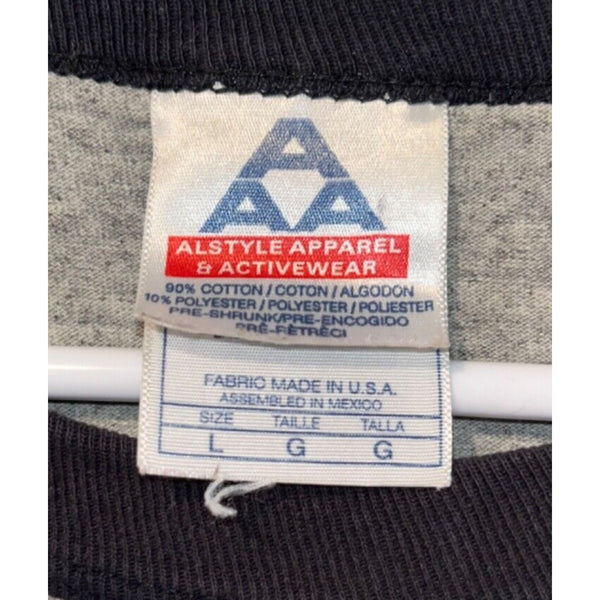 A
A A
ALSTYLE APPAREL
& ACTIVEWEAR
90% COTTON / COTON / ALGODON
10% POLYESTER / POLYESTER / POLIESTER
PRE-SHRUNK/PRE-ENCOGIDO
PRÉ-RÉTRÉCI
FABRIC MADE IN U.S.A.
ASSEMBLED IN MEXICO
SIZE TAILLE TALLA
L G G